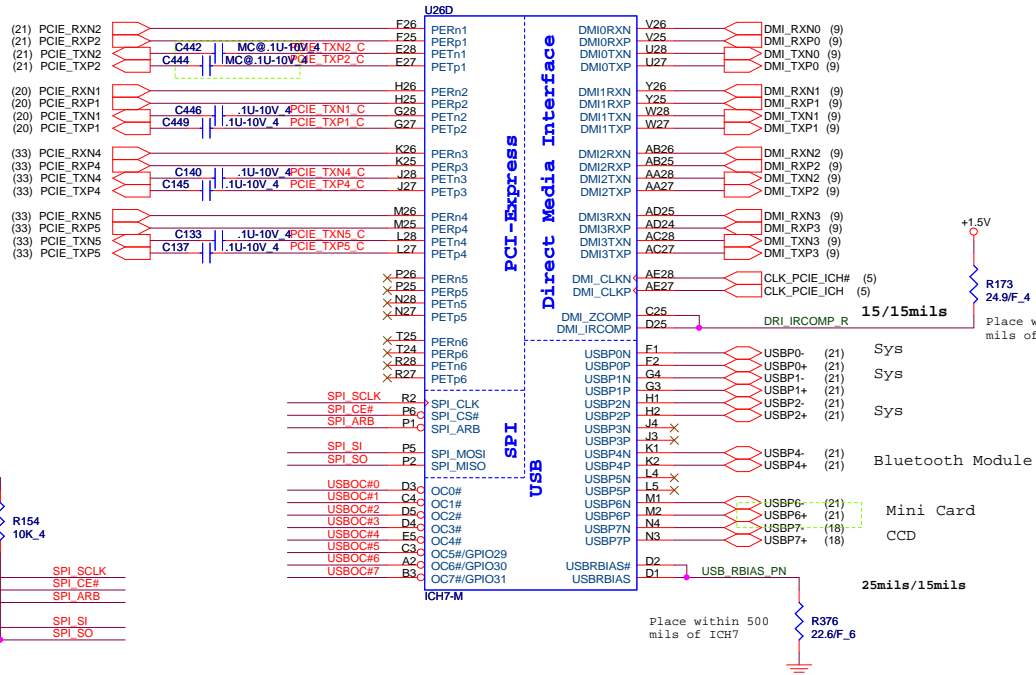 U26D
(21) PCIE_RXN2 F26 PERn1 DMI0RXN V26 DMI_RXN0 (9)
(21) PCIE_RXP2 F25 PERp1 DMI0RXP V25 DMI_RXP0 (9)
(21) PCIE_TXN2 C442 MC@.1U-10V_4 PCIE_TXN2_C E28 PETn1 DMI0TXN U28 DMI_TXN0 (9)
(21) PCIE_TXP2 C444 MC@.1U-10V_4 PCIE_TXP2_C E27 PETp1 DMI0TXP U27 DMI_TXP0 (9)
(20) PCIE_RXN1 H26 PERn2 DMI1RXN Y26 DMI_RXN1 (9)
(20) PCIE_RXP1 H25 PERp2 DMI1RXP Y25 DMI_RXP1 (9)
(20) PCIE_TXN1 C446 .1U-10V_4 PCIE_TXN1_C G28 PETn2 DMI1TXN W28 DMI_TXN1 (9)
(20) PCIE_TXP1 C449 .1U-10V_4 PCIE_TXP1_C G27 PETp2 DMI1TXP W27 DMI_TXP1 (9)
(33) PCIE_RXN4 K26 PERn3 DMI2RXN AB26 DMI_RXN2 (9)
(33) PCIE_RXP4 K25 PERp3 DMI2RXP AB25 DMI_RXP2 (9)
(33) PCIE_TXN4 C140 .1U-10V_4 PCIE_TXN4_C J28 PETn3 DMI2TXN AA28 DMI_TXN2 (9)
(33) PCIE_TXP4 C145 .1U-10V_4 PCIE_TXP4_C J27 PETp3 DMI2TXP AA27 DMI_TXP2 (9)
(33) PCIE_RXN5 M26 PERn4 DMI3RXN AD25 DMI_RXN3 (9)
(33) PCIE_RXP5 M25 PERp4 DMI3RXP AD24 DMI_RXP3 (9)
(33) PCIE_TXN5 C133 .1U-10V_4 PCIE_TXN5_C L28 PETn4 DMI3TXN AC28 DMI_TXN3 (9)
(33) PCIE_TXP5 C137 .1U-10V_4 PCIE_TXP5_C L27 PETp4 DMI3TXP AC27 DMI_TXP3 (9)
PCI-Express
Direct Media Interface
+1.5V
P26 PERn5 DMI_CLKN AE28 CLK_PCIE_ICH# (5)
P25 PERp5 DMI_CLKP AE27 CLK_PCIE_ICH (5)
R173
24.9/F_4
N28 PETn5
N27 PETp5 DMI_ZCOMP C25 15/15mils
DMI_IRCOMP D25 DRI_IRCOMP_R
Place w
mils of
T25 PERn6
T24 PERp6 USBP0N F1 USBP0- (21) Sys
R28 PETn6 USBP0P F2 USBP0+ (21)
R27 PETp6 USBP1N G4 USBP1- (21) Sys
USBP1P G3 USBP1+ (21)
SPI_SCLK R2 SPI_CLK USBP2N H1 USBP2- (21)
SPI_CE# P6 SPI_CS# USBP2P H2 USBP2+ (21) Sys
SPI_ARB P1 SPI_ARB USBP3N J4
USBP3P J3
SPI_SI P5 SPI_MOSI USBP4N K1 USBP4- (21)
SPI_SO P2 SPI_MISO USBP4P K2 USBP4+ (21) Bluetooth Module
SPI
USB
USBP5N L4
USBOC#0 D3 OC0# USBP5P L5
USBOC#1 C4 OC1# USBP6N M1 USBP6- (21)
USBOC#2 D5 OC2# USBP6P M2 USBP6+ (21) Mini Card
USBOC#3 D4 OC3# USBP7N N4 USBP7- (18)
USBOC#4 E5 OC4# USBP7P N3 USBP7+ (18) CCD
USBOC#5 C3 OC5#/GPIO29
USBOC#6 A2 OC6#/GPIO30 USBRBIAS# D2
USBOC#7 B3 OC7#/GPIO31 USBRBIAS D1 USB_RBIAS_PN
25mils/15mils
ICH7-M
R154
10K_4
SPI_SCLK
SPI_CE#
SPI_ARB
SPI_SI
SPI_SO
Place within 500
mils of ICH7
R376
22.6/F_6